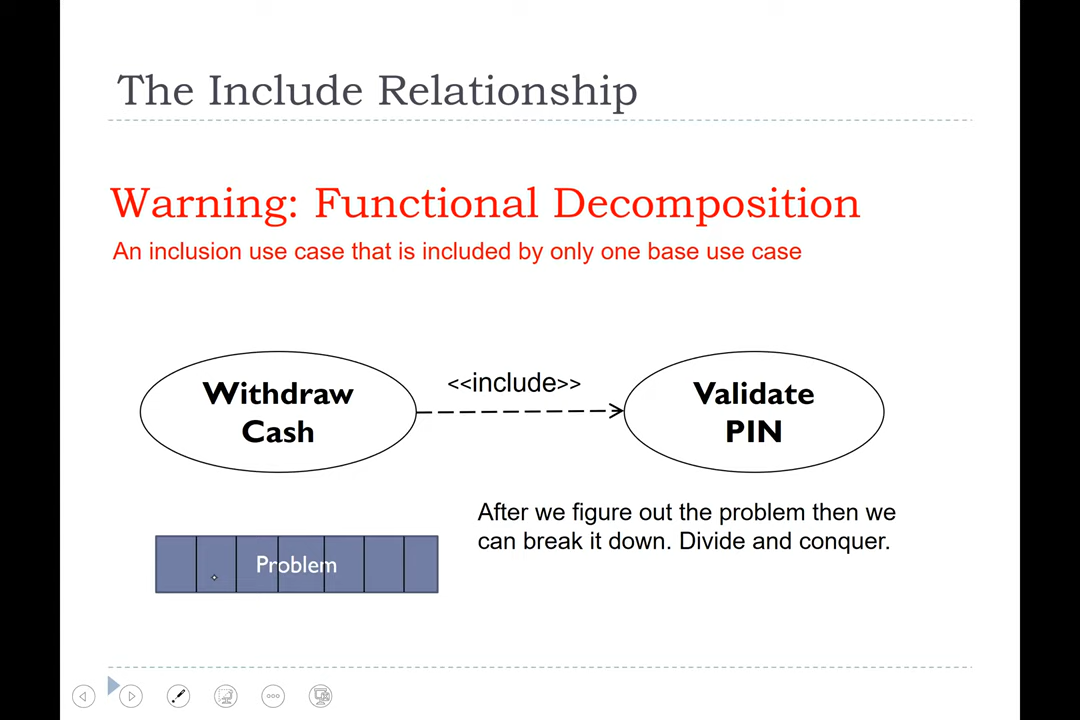 The Include Relationship
Warning: Functional Decomposition
An inclusion use case that is included by only one base use case
Withdraw
Cash
<<include>>
Validate
PIN
After we figure out the problem then we
can break it down. Divide and conquer.
Problem